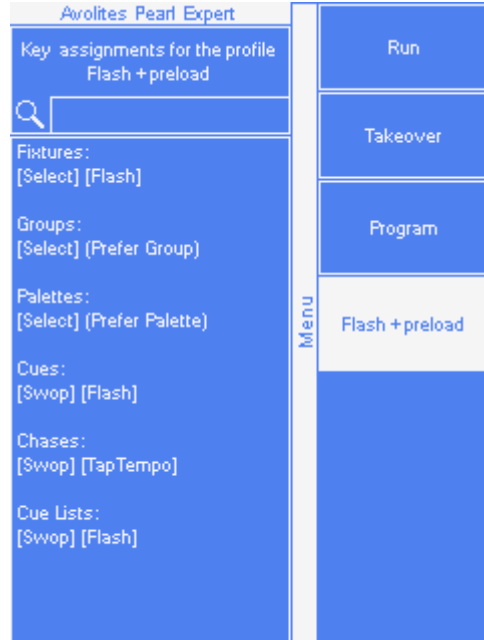 Avolites Pearl Expert
Key assignments for the profile
Flash + preload
Fixtures:
[Select] [Flash]
Groups:
[Select] (Prefer Group)
Palettes:
[Select] (Prefer Palette)
Cues:
[Swop] [Flash]
Chases:
[Swop] [TapTempo]
Cue Lists:
[Swop] [Flash]
Menu
Run
Takeover
Program
Flash + preload